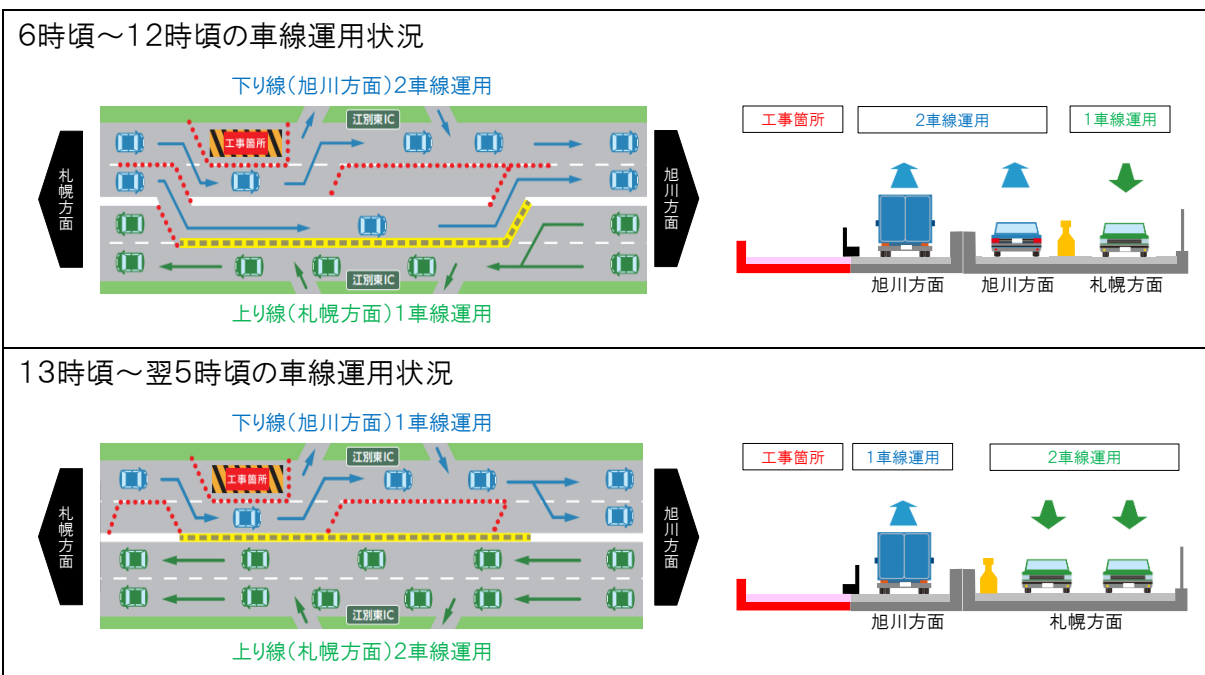 6時頃～12時頃の車線運用状況
下り線(旭川方面)2車線運用
札幌方面
工事箇所
江別東IC
旭川方面
江別東IC
上り線(札幌方面)1車線運用
工事箇所
2車線運用
1車線運用
旭川方面
旭川方面
札幌方面
13時頃～翌5時頃の車線運用状況
下り線(旭川方面)1車線運用
札幌方面
工事箇所
江別東IC
旭川方面
江別東IC
上り線(札幌方面)2車線運用
工事箇所
1車線運用
2車線運用
旭川方面
札幌方面